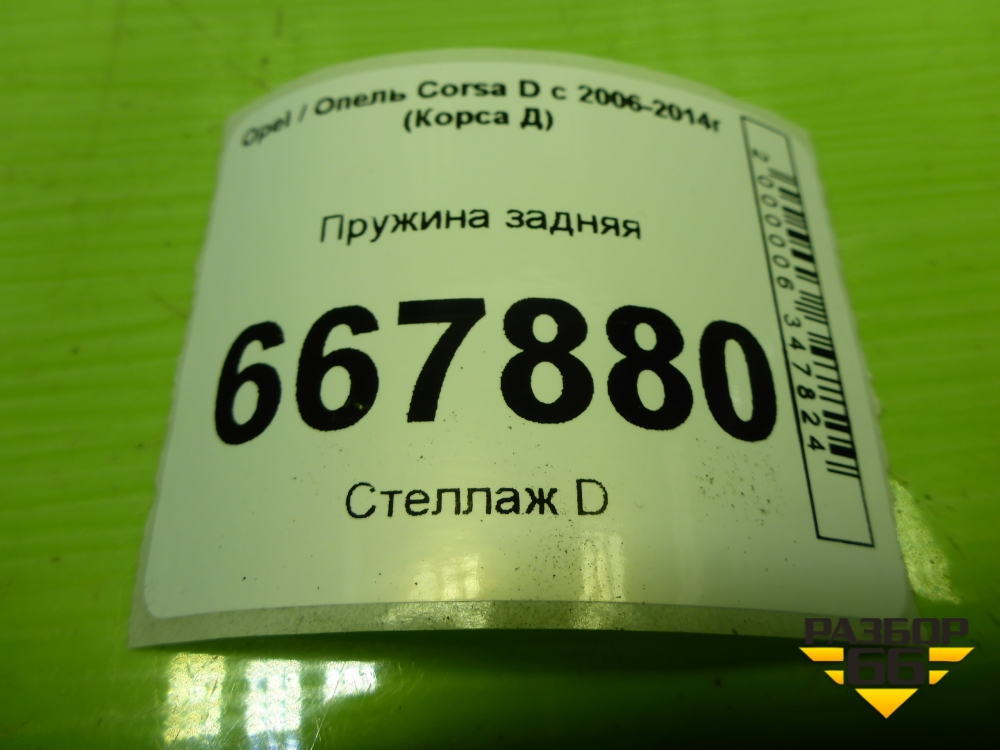 Opel / Опель Corsa D с 2006-2014г
(Корса Д)
Пружина задняя
667880
Стеллаж D
2000006347824
РАЗБОР
66